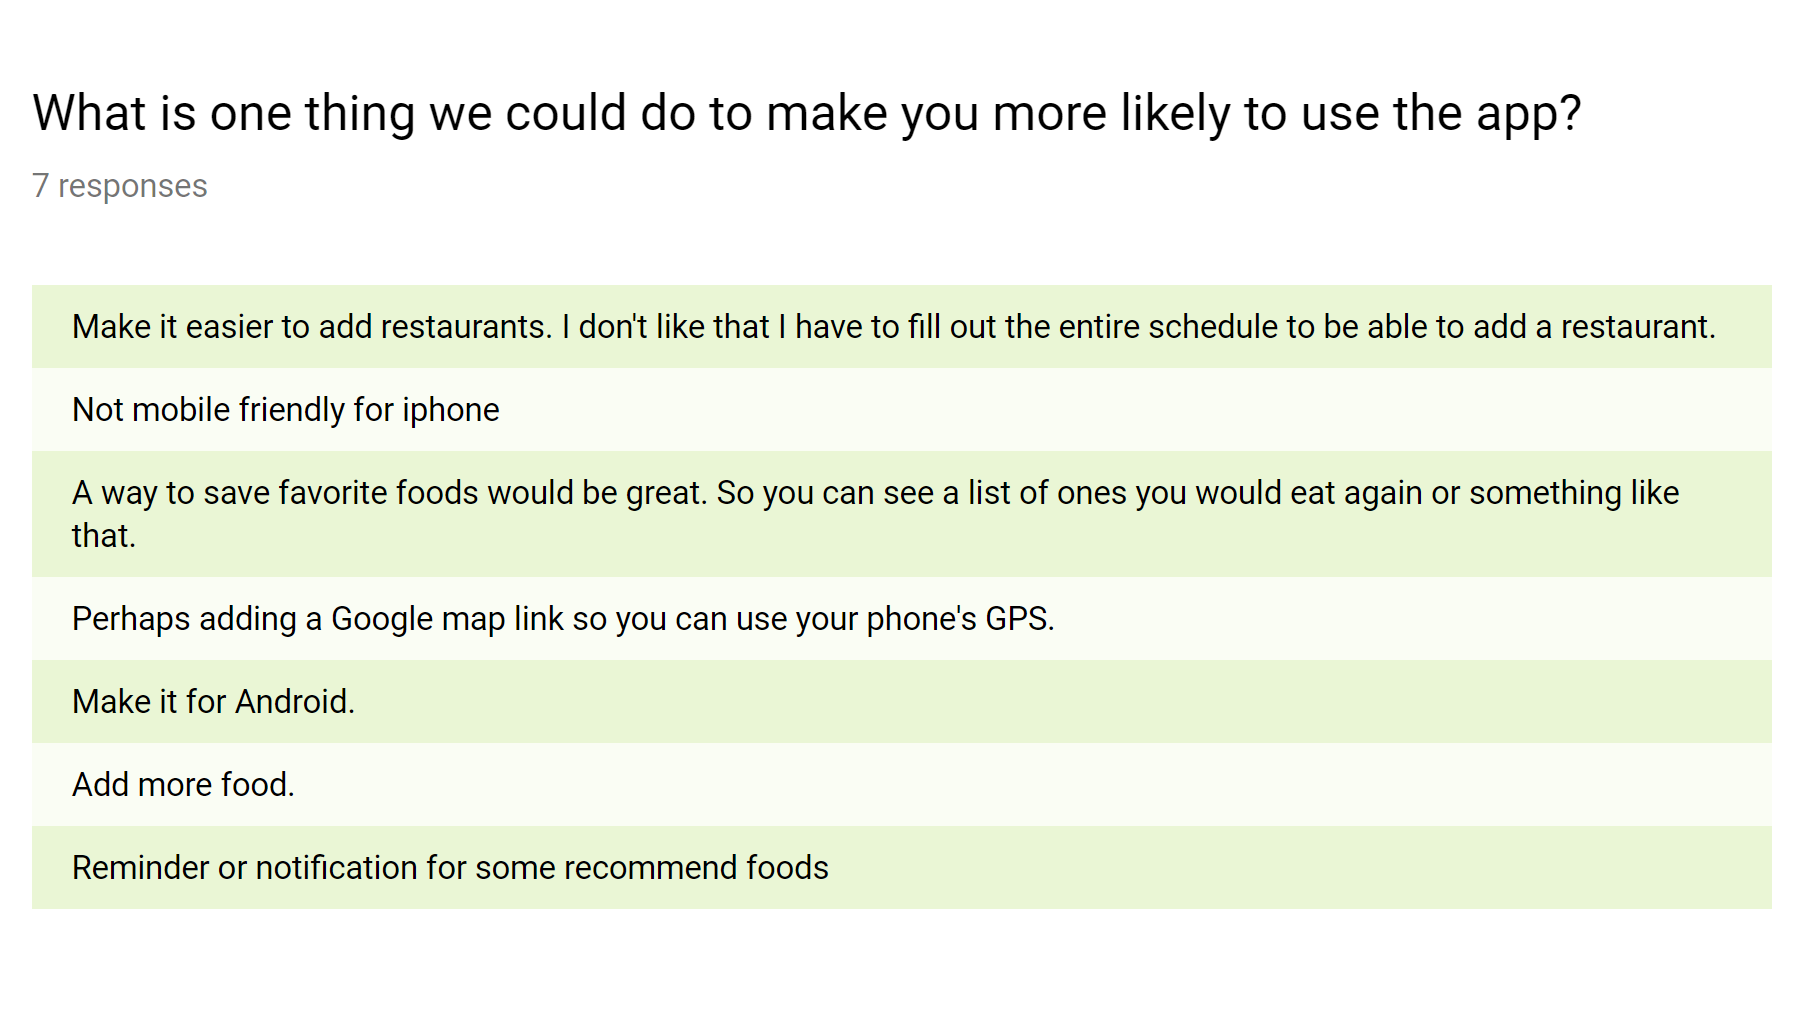 What is one thing we could do to make you more likely to use the app?
7 responses
Make it easier to add restaurants. I don't like that I have to fill out the entire schedule to be able to add a restaurant.
Not mobile friendly for iphone
A way to save favorite foods would be great. So you can see a list of ones you would eat again or something like
that.
Perhaps adding a Google map link so you can use your phone's GPS.
Make it for Android.
Add more food.
Reminder or notification for some recommend foods